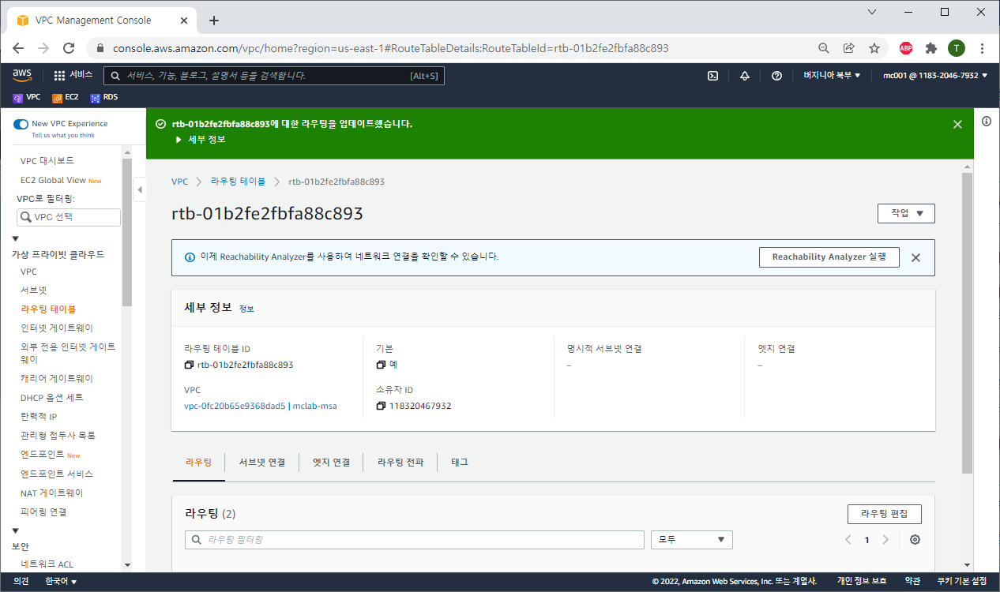 VPC Management Console
console.aws.amazon.com/vpc/home?region=us-east-1#RouteTableDetails:RouteTableId=rtb-01b2fe2fbfa88c893
ABP
T
aws
서비스
서비스, 기능, 블로그, 설명서 등을 검색합니다.
[Alt+S]
버지니아 북부
mc001 @ 1183-2046-7932
VPC
EC2
RDS
New VPC Experience
Tell us what you think
VPC 대시보드
EC2 Global View New
VPC로 필터링:
VPC 선택
가상 프라이빗 클라우드
VPC
서브넷
라우팅 테이블
인터넷 게이트웨이
외부 전용 인터넷 게이트
웨이
캐리어 게이트웨이
DHCP 옵션 세트
탄력적 IP
관리형 접두사 목록
엔드포인트 New
엔드포인트 서비스
NAT 게이트웨이
피어링 연결
보안
네트워크 ACL
rtb-01b2fe2fbfa88c893에 대한 라우팅을 업데이트했습니다.
세부 정보
VPC
라우팅 테이블
rtb-01b2fe2fbfa88c893
rtb-01b2fe2fbfa88c893
작업
이제 Reachability Analyzer를 사용하여 네트워크 연결을 확인할 수 있습니다.
Reachability Analyzer 실행
세부 정보 정보
라우팅 테이블 ID
rtb-01b2fe2fbfa88c893
기본
예
명시적 서브넷 연결
–
엣지 연결
–
VPC
vpc-0fc20b65e9368dad5 | mclab-msa
소유자 ID
118320467932
라우팅
서브넷 연결
엣지 연결
라우팅 전파
태그
라우팅 (2)
라우팅 편집
라우팅 필터링
모두
1
의견
한국어
© 2022, Amazon Web Services, Inc. 또는 계열사.
개인 정보 보호
약관
쿠키 기본 설정